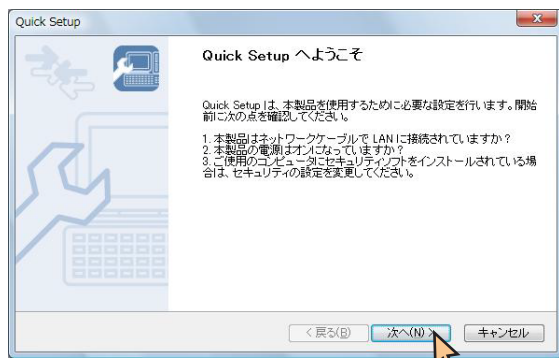 Quick Setup
Quick Setup へようこそ
Quick Setup は、本製品を使用するために必要な設定を行います。開始
前に次の点を確認してください。
1. 本製品はネットワークケーブルで LAN に接続されていますか？
2. 本製品の電源はオンになっていますか？
3. ご使用のコンピュータにセキュリティソフトをインストールされている場
合は、セキュリティの設定を変更してください。
< 戻る(B)
次へ(N) >
キャンセル